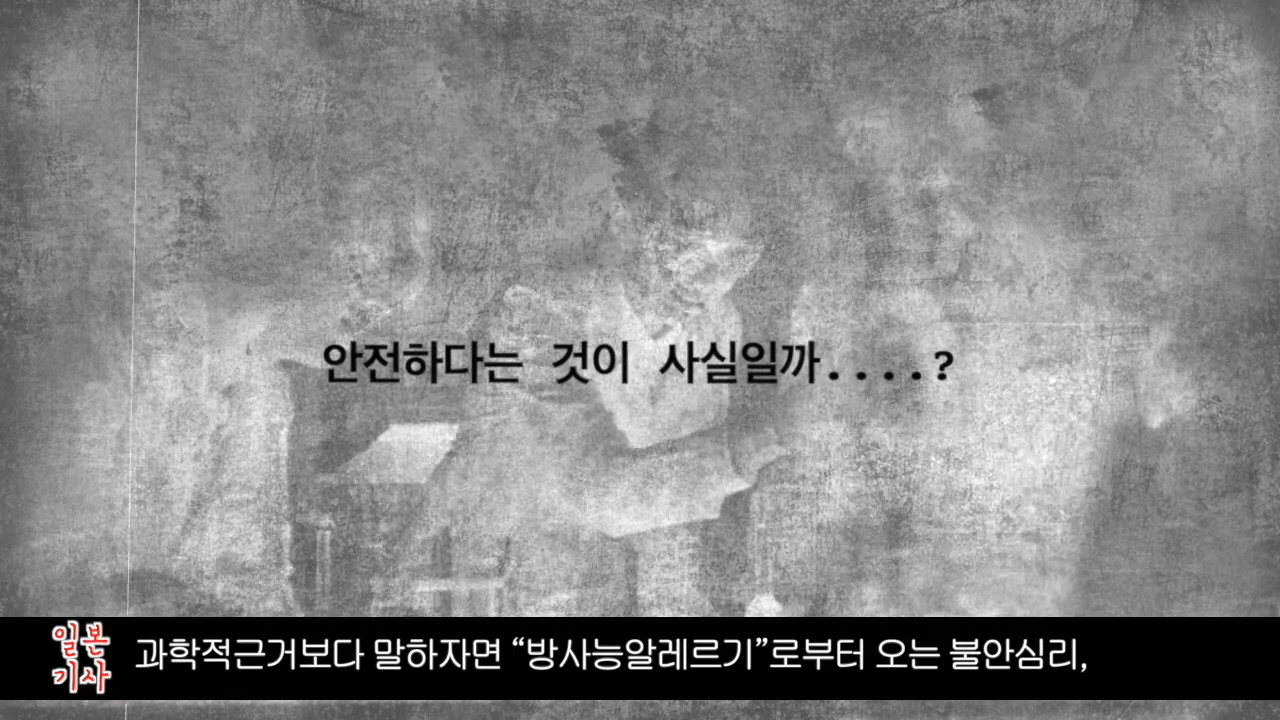 안전하다는 것이 사실일까....?
일본
기사
과학적근거보다 말하자면 “방사능알레르기”로부터 오는 불안심리,